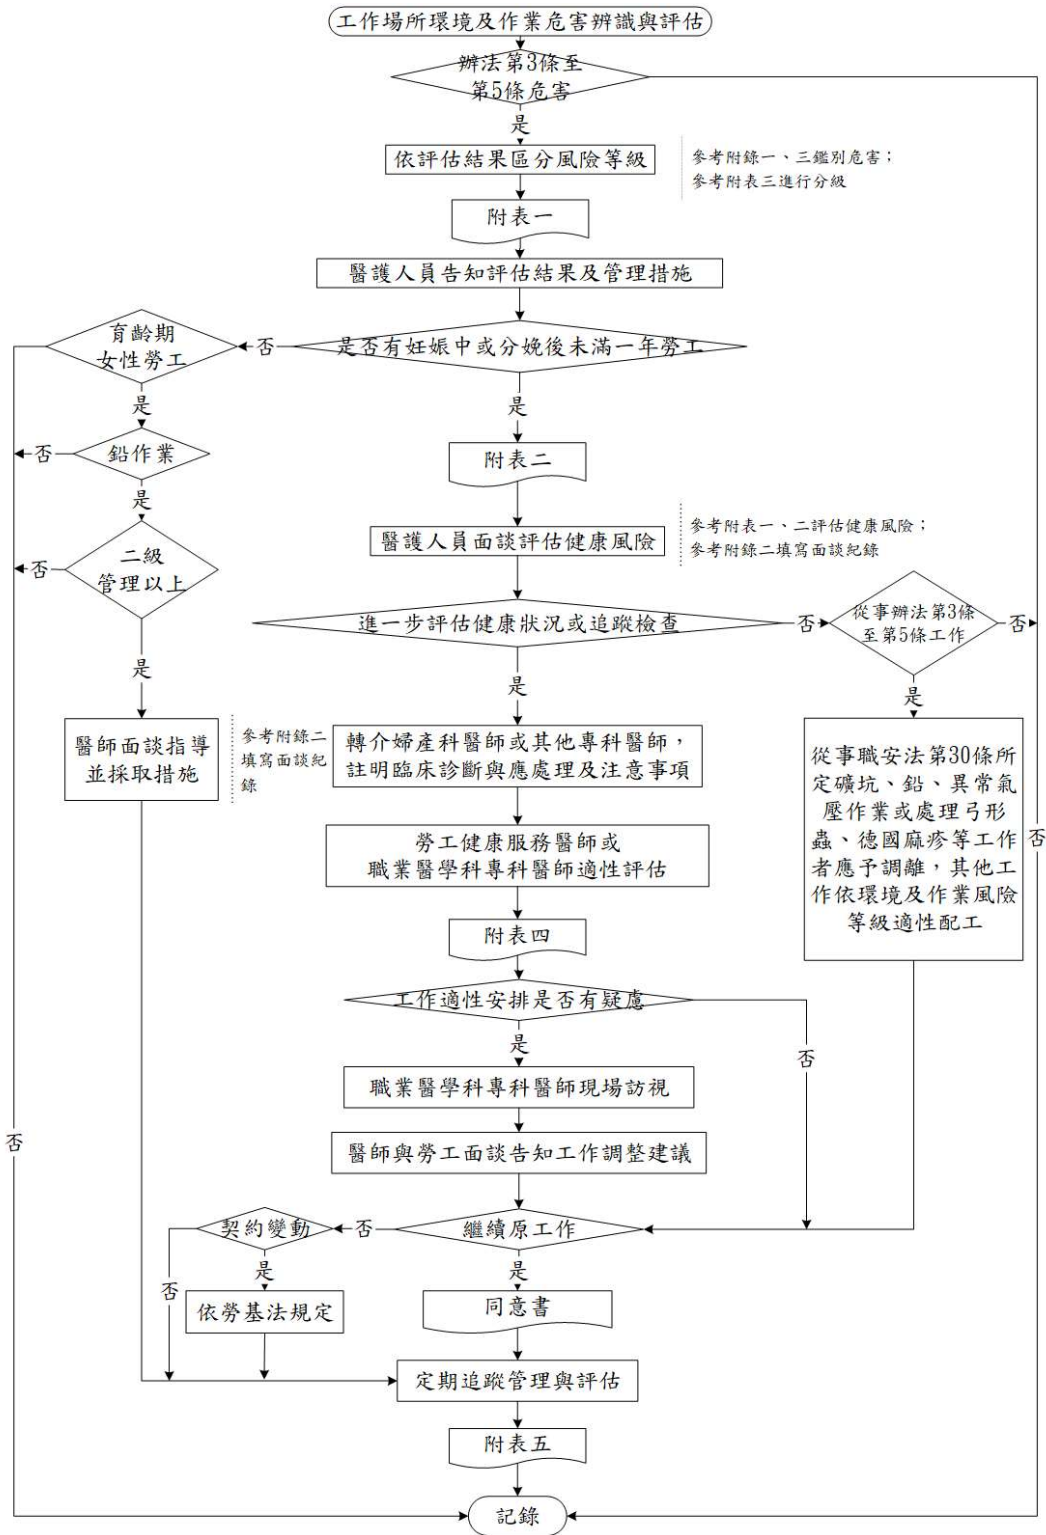 工作場所環境及作業危害辨識與評估
辦法第3條至
第5條危害
是
依評估結果區分風險等級
參考附錄一、三鑑別危害；
參考附表三進行分級
附表一
醫護人員告知評估結果及管理措施
育齡期
女性勞工
否
是否有妊娠中或分娩後未滿一年勞工
是
是
否
鉛作業
附表二
是
參考附表一、二評估健康風險；
參考附錄二填寫面談紀錄
醫護人員面談評估健康風險
否
二級
管理以上
進一步評估健康狀況或追蹤檢查
否
從事辦法第3條
至第5條工作
否
是
是
是
醫師面談指導
並採取措施
參考附錄二
填寫面談紀
錄
轉介婦產科醫師或其他專科醫師，
註明臨床診斷與應處理及注意事項
從事職安法第30條所
定礦坑、鉛、異常氣
壓作業或處理弓形
蟲、德國麻疹等工作
者應予調離，其他工
作依環境及作業風險
等級適性配工
否
勞工健康服務醫師或
職業醫學科專科醫師適性評估
附表四
工作適性安排是否有疑慮
是
否
職業醫學科專科醫師現場訪視
否
醫師與勞工面談告知工作調整建議
契約變動
否
繼續原工作
是
是
否
依勞基法規定
同意書
定期追蹤管理與評估
附表五
記錄